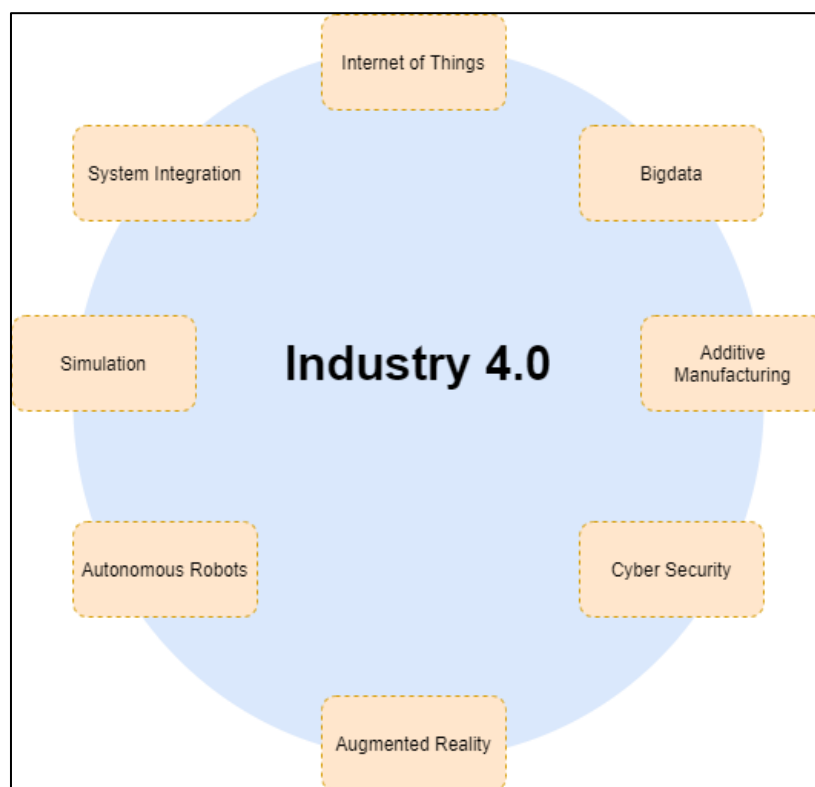 Internet of Things
System Integration
Bigdata
Simulation
Industry 4.0
Additive
Manufacturing
Autonomous Robots
Cyber Security
Augmented Reality